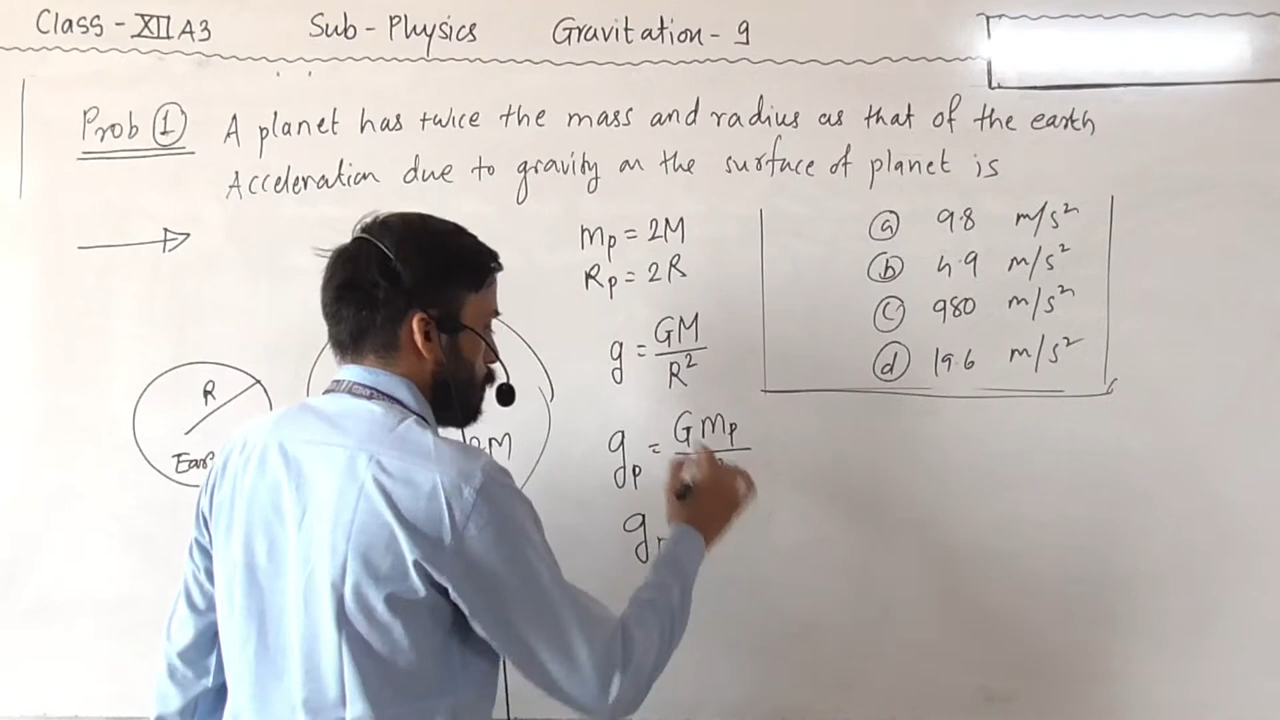 Class - XII A3 Sub - Physics Gravitation - 9
Prob ① A planet has twice the mass and radius as that of the earth
Acceleration due to gravity on the surface of planet is
mp = 2M
Rp = 2R
g = GM/R²
gp = Gmp
g
ⓐ 9.8 m/s²
ⓑ 4.9 m/s²
ⓒ 980 m/s²
ⓓ 19.6 m/s²
R
Ear
2M